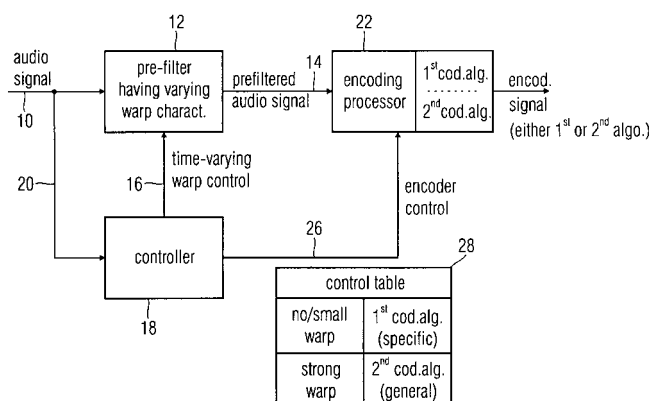 12
22
audio
signal
10
pre-filter
having varying
warp charact.
prefiltered
audio signal
14
encoding
processor
1st cod.alg.
2nd cod.alg.
encod.
signal
(either 1st or 2nd algo.)
20
16
time-varying
warp control
encoder
control
controller
18
26
28
control table
no/small
warp
1st cod.alg.
(specific)
strong
warp
2nd cod.alg.
(general)